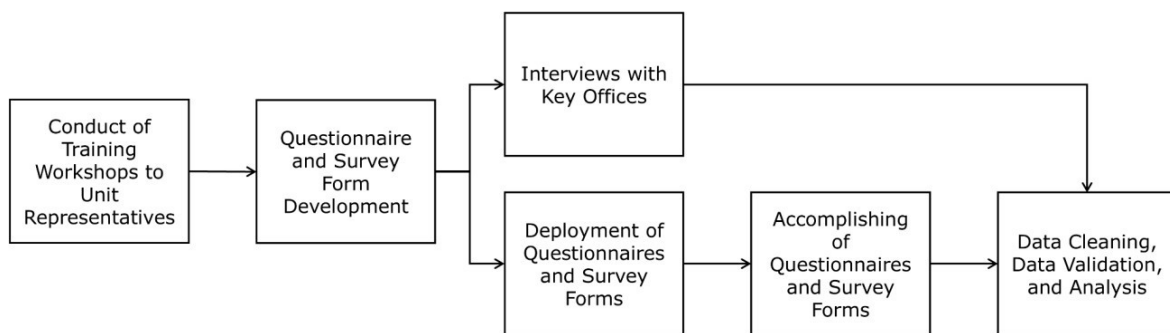 Conduct of
Training
Workshops to
Unit
Representatives
Questionnaire
and Survey
Form
Development
Interviews with
Key Offices
Deployment of
Questionnaires
and Survey
Forms
Accomplishing
of
Questionnaires
and Survey
Forms
Data Cleaning,
Data Validation,
and Analysis